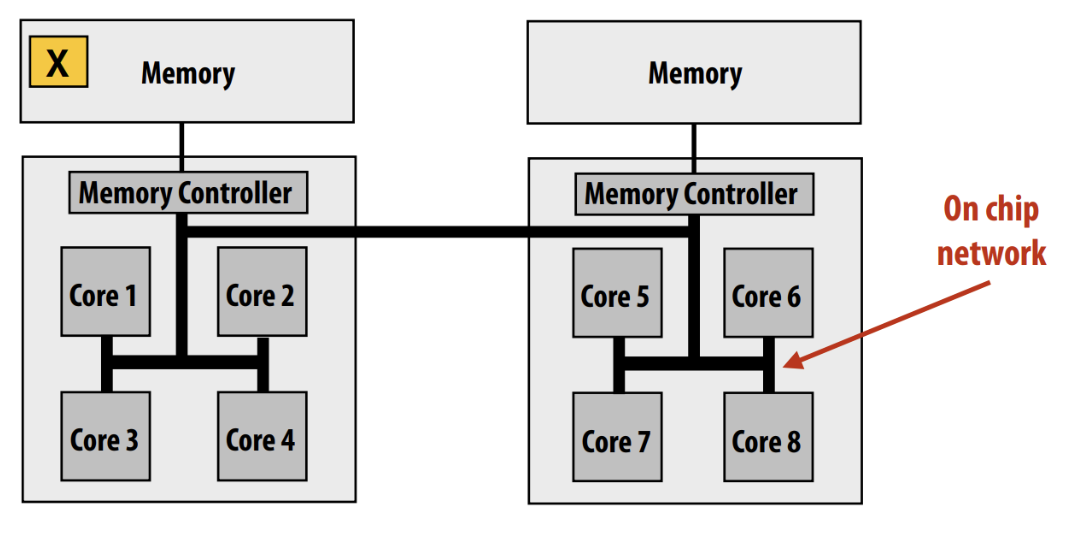 X
Memory
Memory
Memory Controller
Memory Controller
On chip
network
Core 1
Core 2
Core 5
Core 6
Core 3
Core 4
Core 7
Core 8